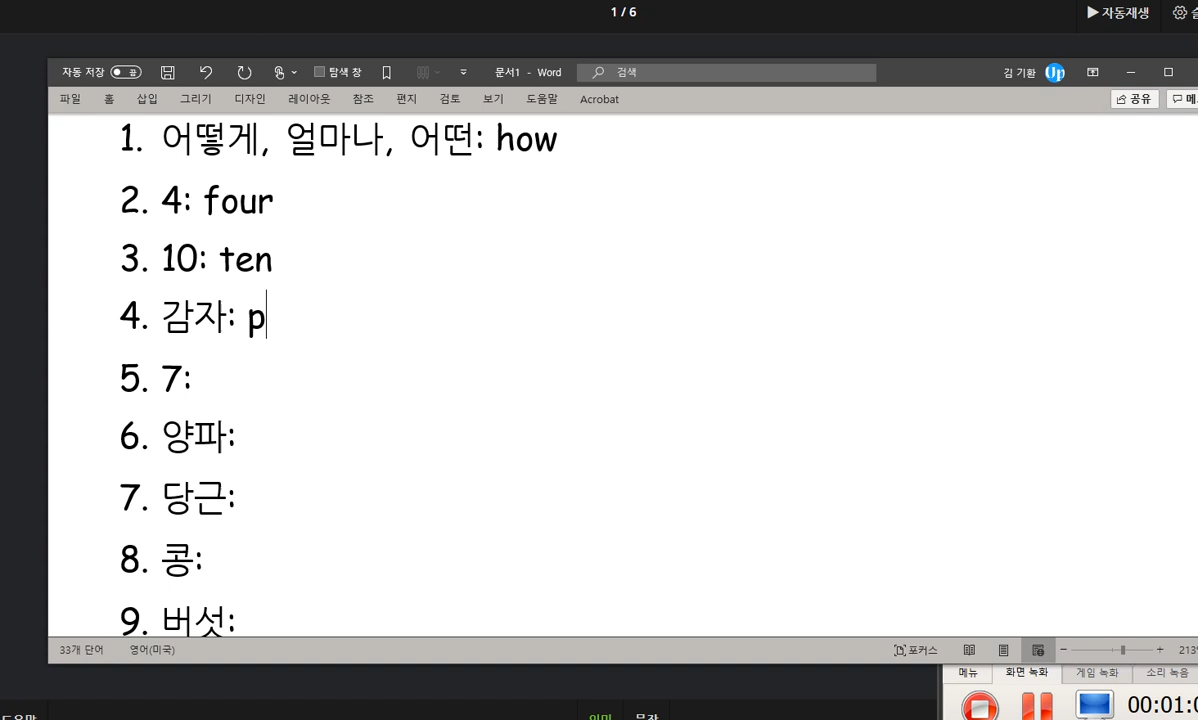 1 / 6
▶ 자동재생
자동 저장 끔 탐색 창 문서1 - Word 검색 김 기환 Up
파일 홈 삽입 그리기 디자인 레이아웃 참조 편지 검토 보기 도움말 Acrobat 공유
1. 어떻게, 얼마나, 어떤: how
2. 4: four
3. 10: ten
4. 감자: p
5. 7:
6. 양파:
7. 당근:
8. 콩:
9. 버섯:
33개 단어 영어(미국) 포커스 - +
메뉴 화면 녹화 게임 녹화 소리 녹음